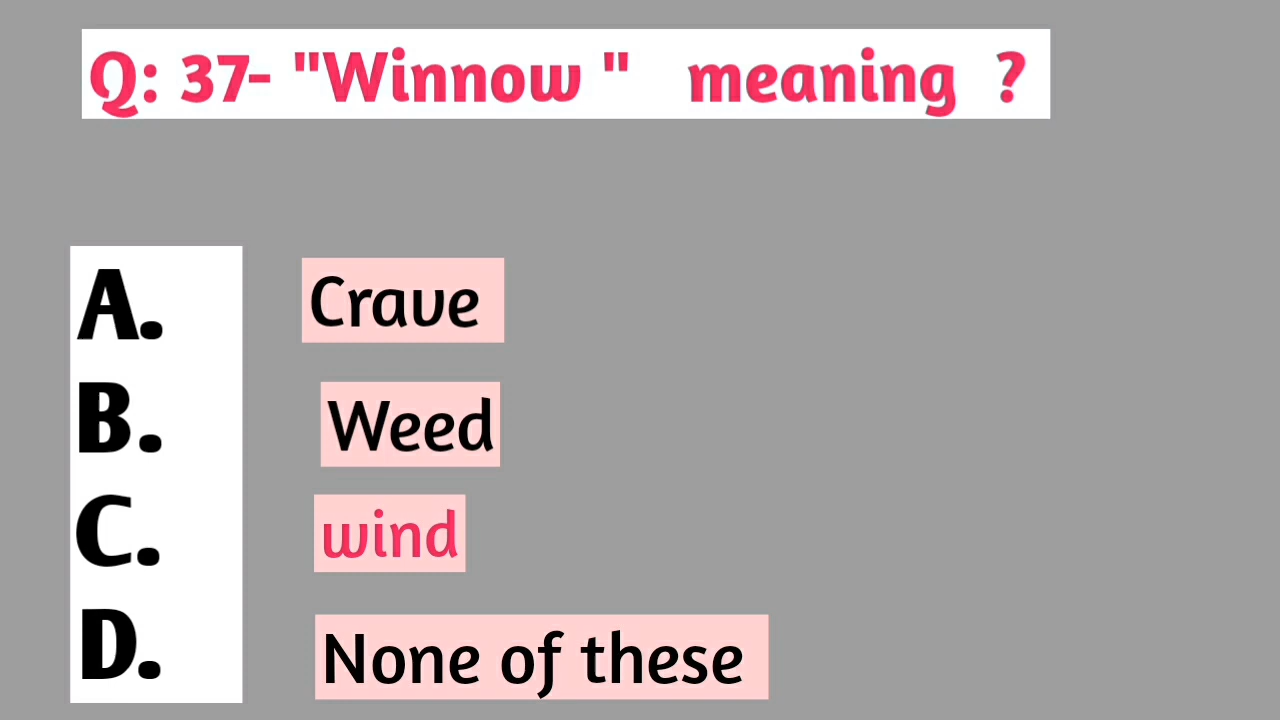 Q: 37- "Winnow " meaning ?
A. Crave
B. Weed
C. wind
D. None of these